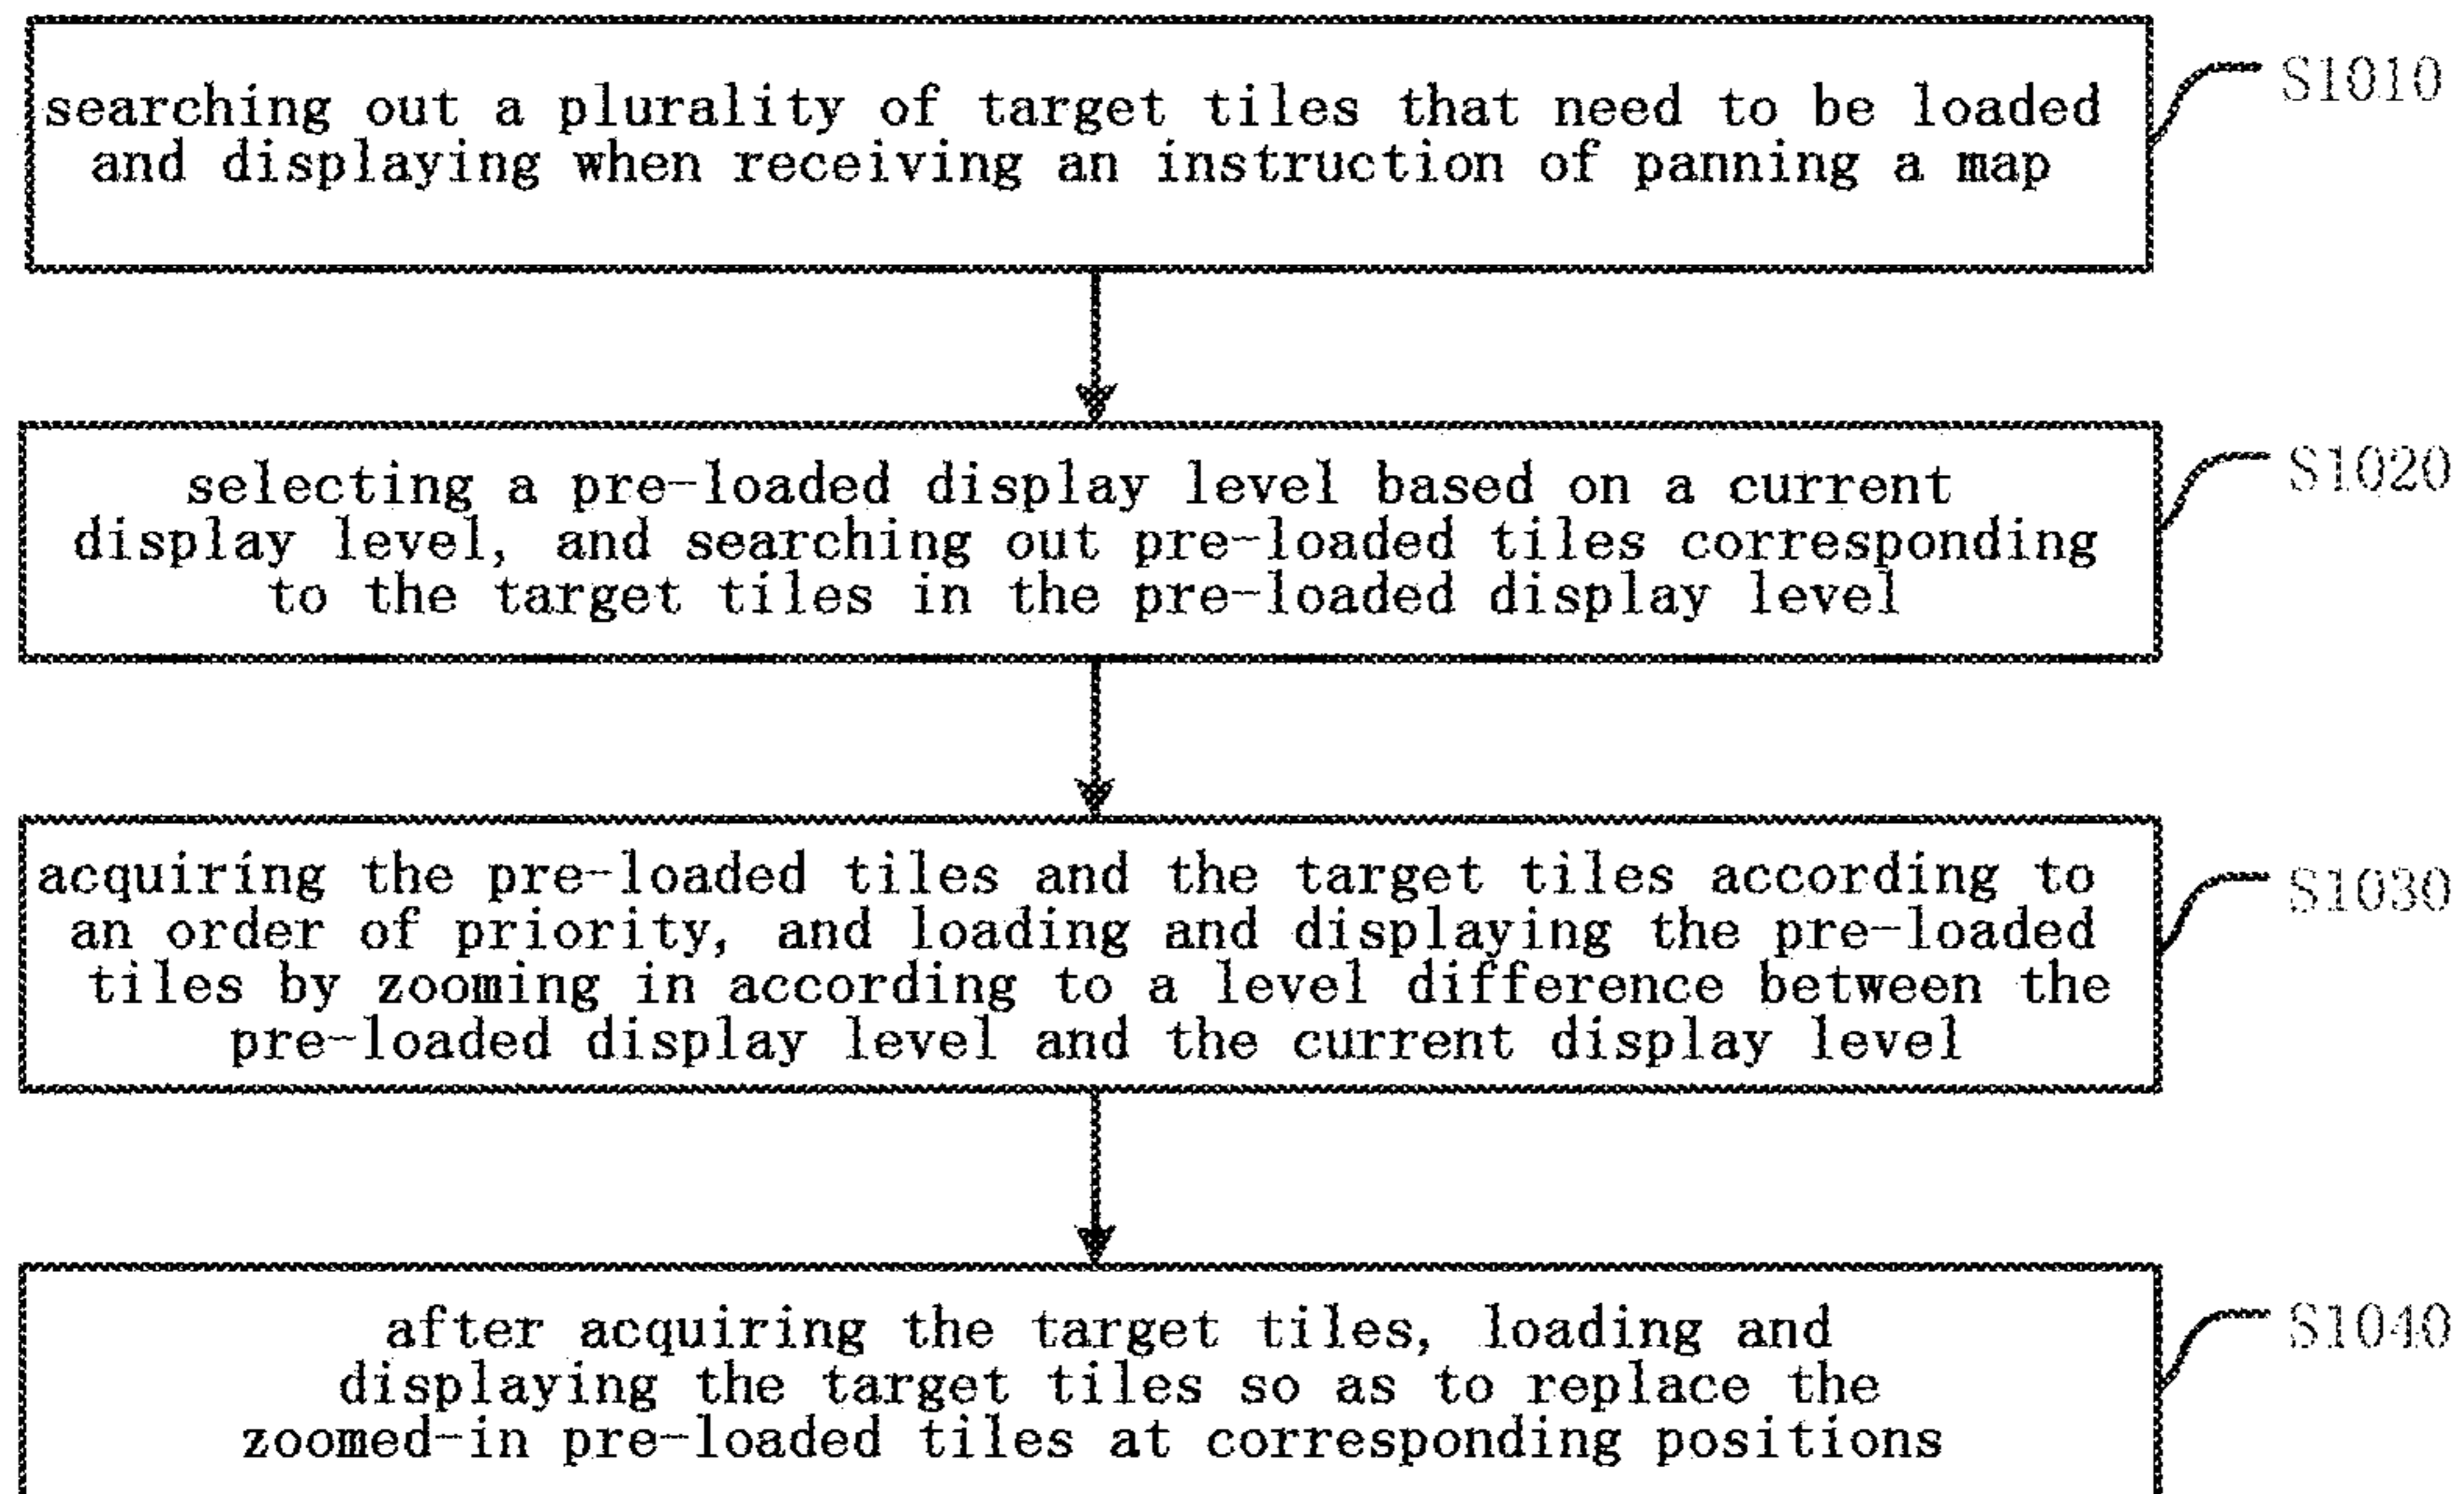 searching out a plurality of target tiles that need to be loaded
and displaying when receiving an instruction of panning a map
S1010
selecting a pre-loaded display level based on a current
display level, and searching out pre-loaded tiles corresponding
to the target tiles in the pre-loaded display level
S1020
acquiring the pre-loaded tiles and the target tiles according to
an order of priority, and loading and displaying the pre-loaded
tiles by zooming in according to a level difference between the
pre-loaded display level and the current display level
S1030
after acquiring the target tiles, loading and
displaying the target tiles so as to replace the
zoomed-in pre-loaded tiles at corresponding positions
S1040